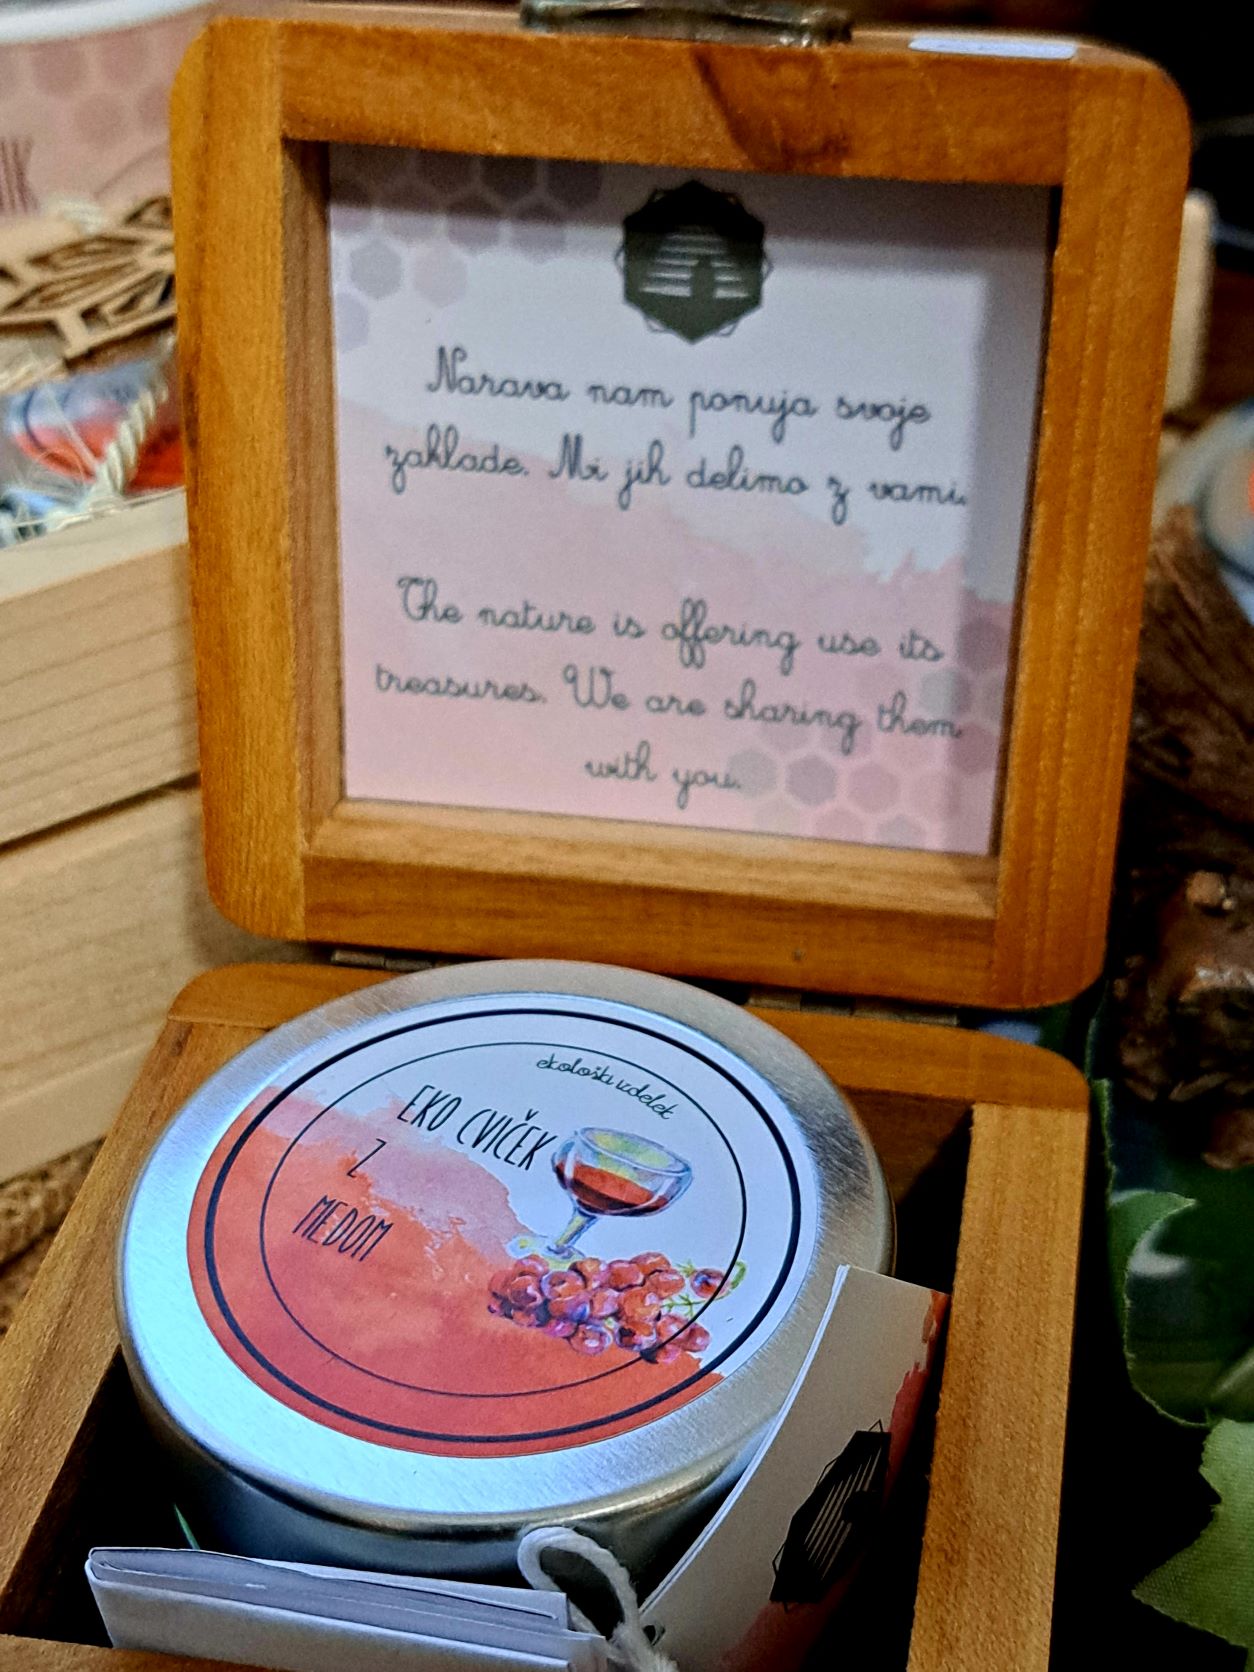 Narava nam ponuja svoje
zaklade. Mi jih delimo z vami.
The nature is offering use its
treasures. We are sharing them
with you.
ekološki izdelek
EKO CVIČEK
Z
MEDOM